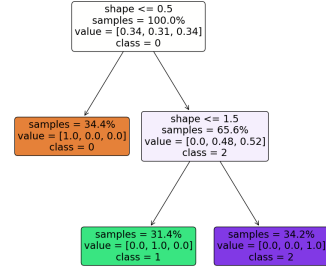 shape <= 0.5
samples = 100.0%
value = [0.34, 0.31, 0.34]
class = 0
samples = 34.4%
value = [1.0, 0.0, 0.0]
class = 0
shape <= 1.5
samples = 65.6%
value = [0.0, 0.48, 0.52]
class = 2
samples = 31.4%
value = [0.0, 1.0, 0.0]
class = 1
samples = 34.2%
value = [0.0, 0.0, 1.0]
class = 2